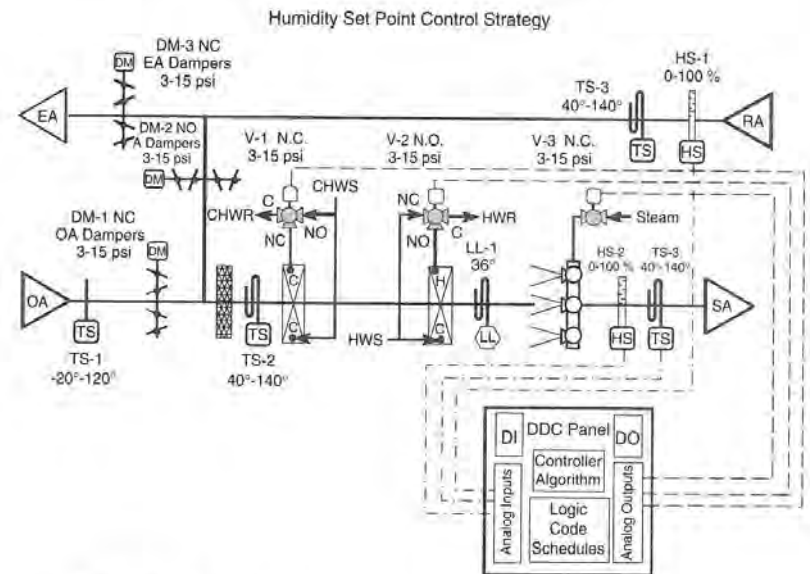 Humidity Set Point Control Strategy
DM-3 NC
EA Dampers
3-15 psi
DM
EA
DM-2 NO
A Dampers
3-15 psi
DM
DM-1 NC
OA Dampers
3-15 psi
DM
OA
TS
TS-1
-20°-120°
V-1 N.C.
3-15 psi
V-2 N.O.
3-15 psi
V-3 N.C.
3-15 psi
TS-3
40°-140°
TS
HS-1
0-100 %
HS
RA
CHWS
CHWR
C
NC
NO
C
C
TS
TS-2
40°-140°
HWS
NC
NO
C
HWR
H
C
LL-1
36°
LL
Steam
HS-2
0-100 %
HS
TS-3
40°-140°
TS
SA
DI
DDC Panel
DO
Analog Inputs
Controller
Algorithm
Logic
Code
Schedules
Analog Outputs